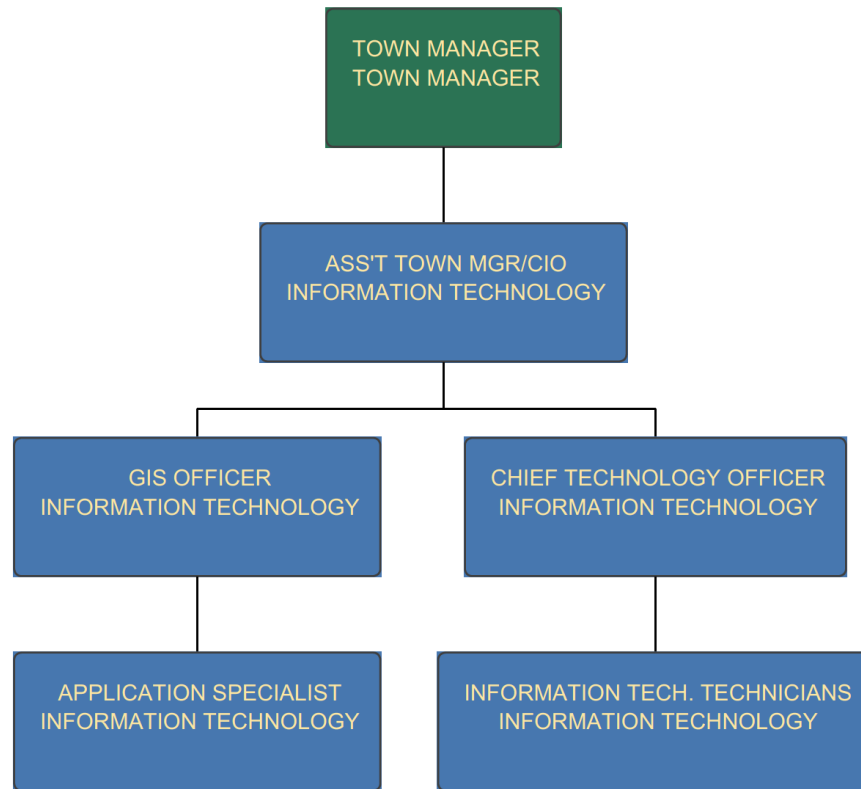 TOWN MANAGER
TOWN MANAGER
ASS'T TOWN MGR/CIO
INFORMATION TECHNOLOGY
GIS OFFICER
INFORMATION TECHNOLOGY
CHIEF TECHNOLOGY OFFICER
INFORMATION TECHNOLOGY
APPLICATION SPECIALIST
INFORMATION TECHNOLOGY
INFORMATION TECH. TECHNICIANS
INFORMATION TECHNOLOGY